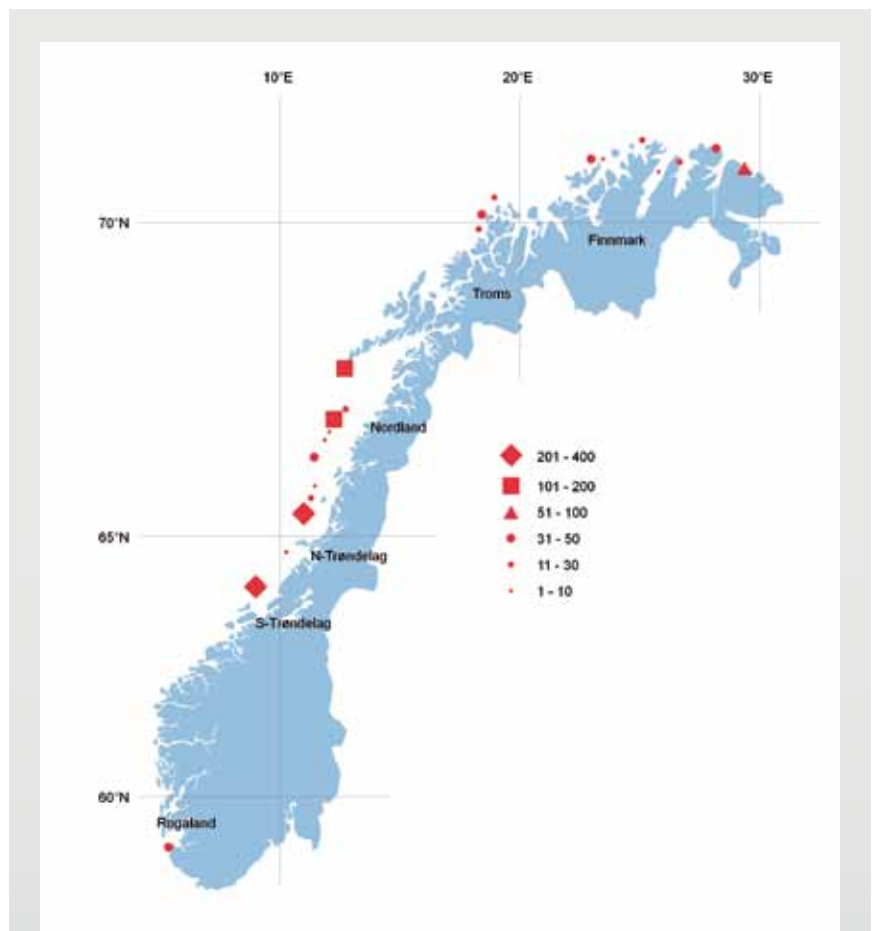 10°E 20°E 30°E
70°N
Finnmark
Troms
Nordland
201 - 400
101 - 200
51 - 100
31 - 50
11 - 30
1 - 10
65°N
N-Trøndelag
S-Trøndelag
60°N
Rogaland